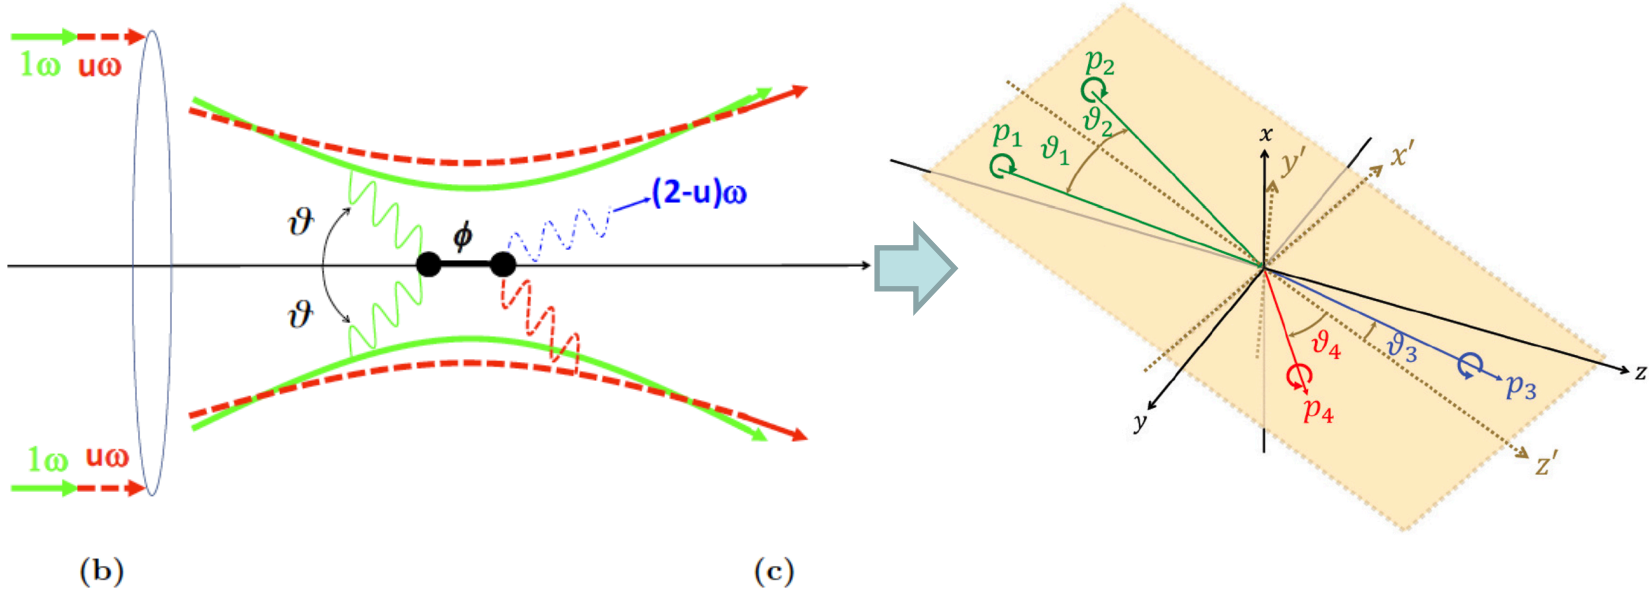 1ω uω
ϑ
ϑ
ϕ
(2-u)ω
1ω uω
(b)
p₂
ϑ₂
p₁
ϑ₁
x
y′
x′
ϑ₄
ϑ₃
p₃
p₄
z
y
z′
(c)